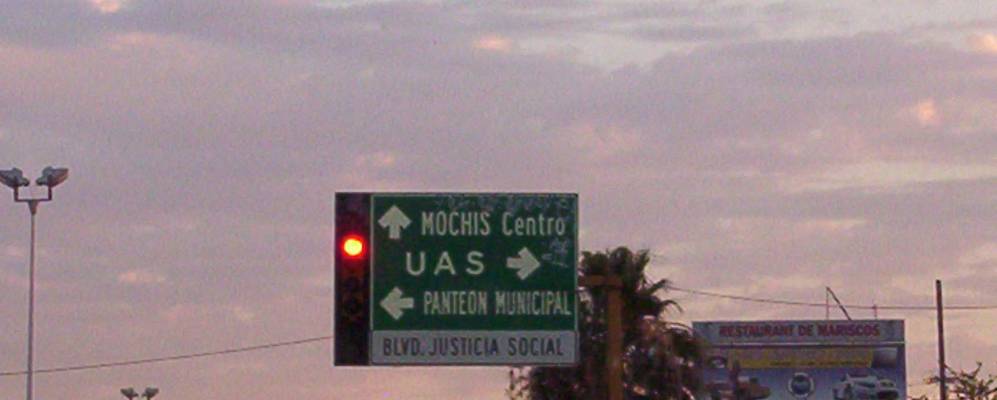 MOCHIS Centro
UAS
PANTEON MUNICIPAL
BLVD. JUSTICIA SOCIAL
RESTAURANT DE MARISCOS